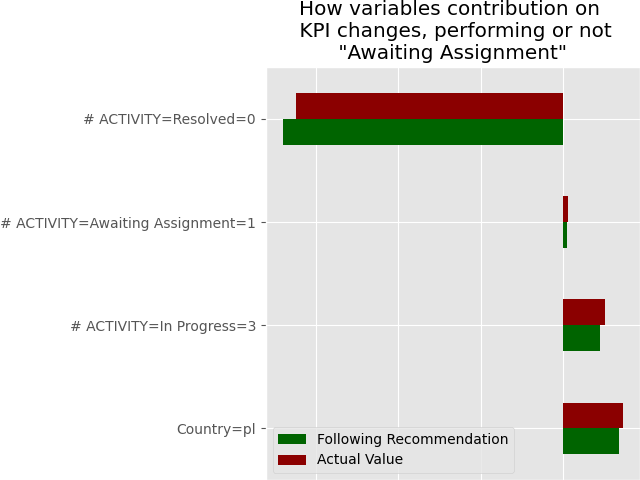 How variables contribution on
KPI changes, performing or not
"Awaiting Assignment"
# ACTIVITY=Resolved=0
# ACTIVITY=Awaiting Assignment=1
# ACTIVITY=In Progress=3
Country=pl
Following Recommendation
Actual Value